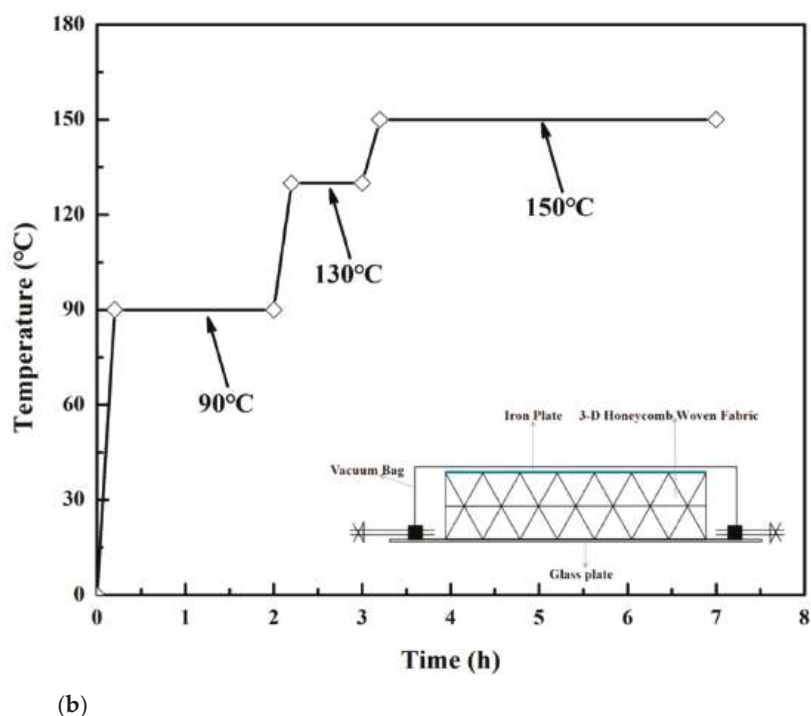 180
150
120
90
60
30
0
Temperature (°C)
150°C
130°C
90°C
Iron Plate
3-D Honeycomb Woven Fabric
Vacuum Bag
Glass plate
0 1 2 3 4 5 6 7 8
Time (h)
(b)